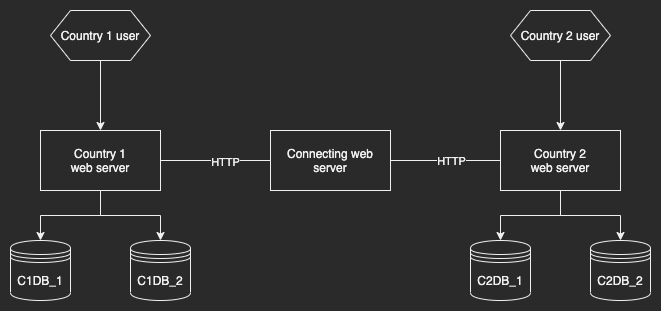 Country 1 user
Country 2 user
Country 1
web server
HTTP
Connecting web
server
HTTP
Country 2
web server
C1DB_1
C1DB_2
C2DB_1
C2DB_2